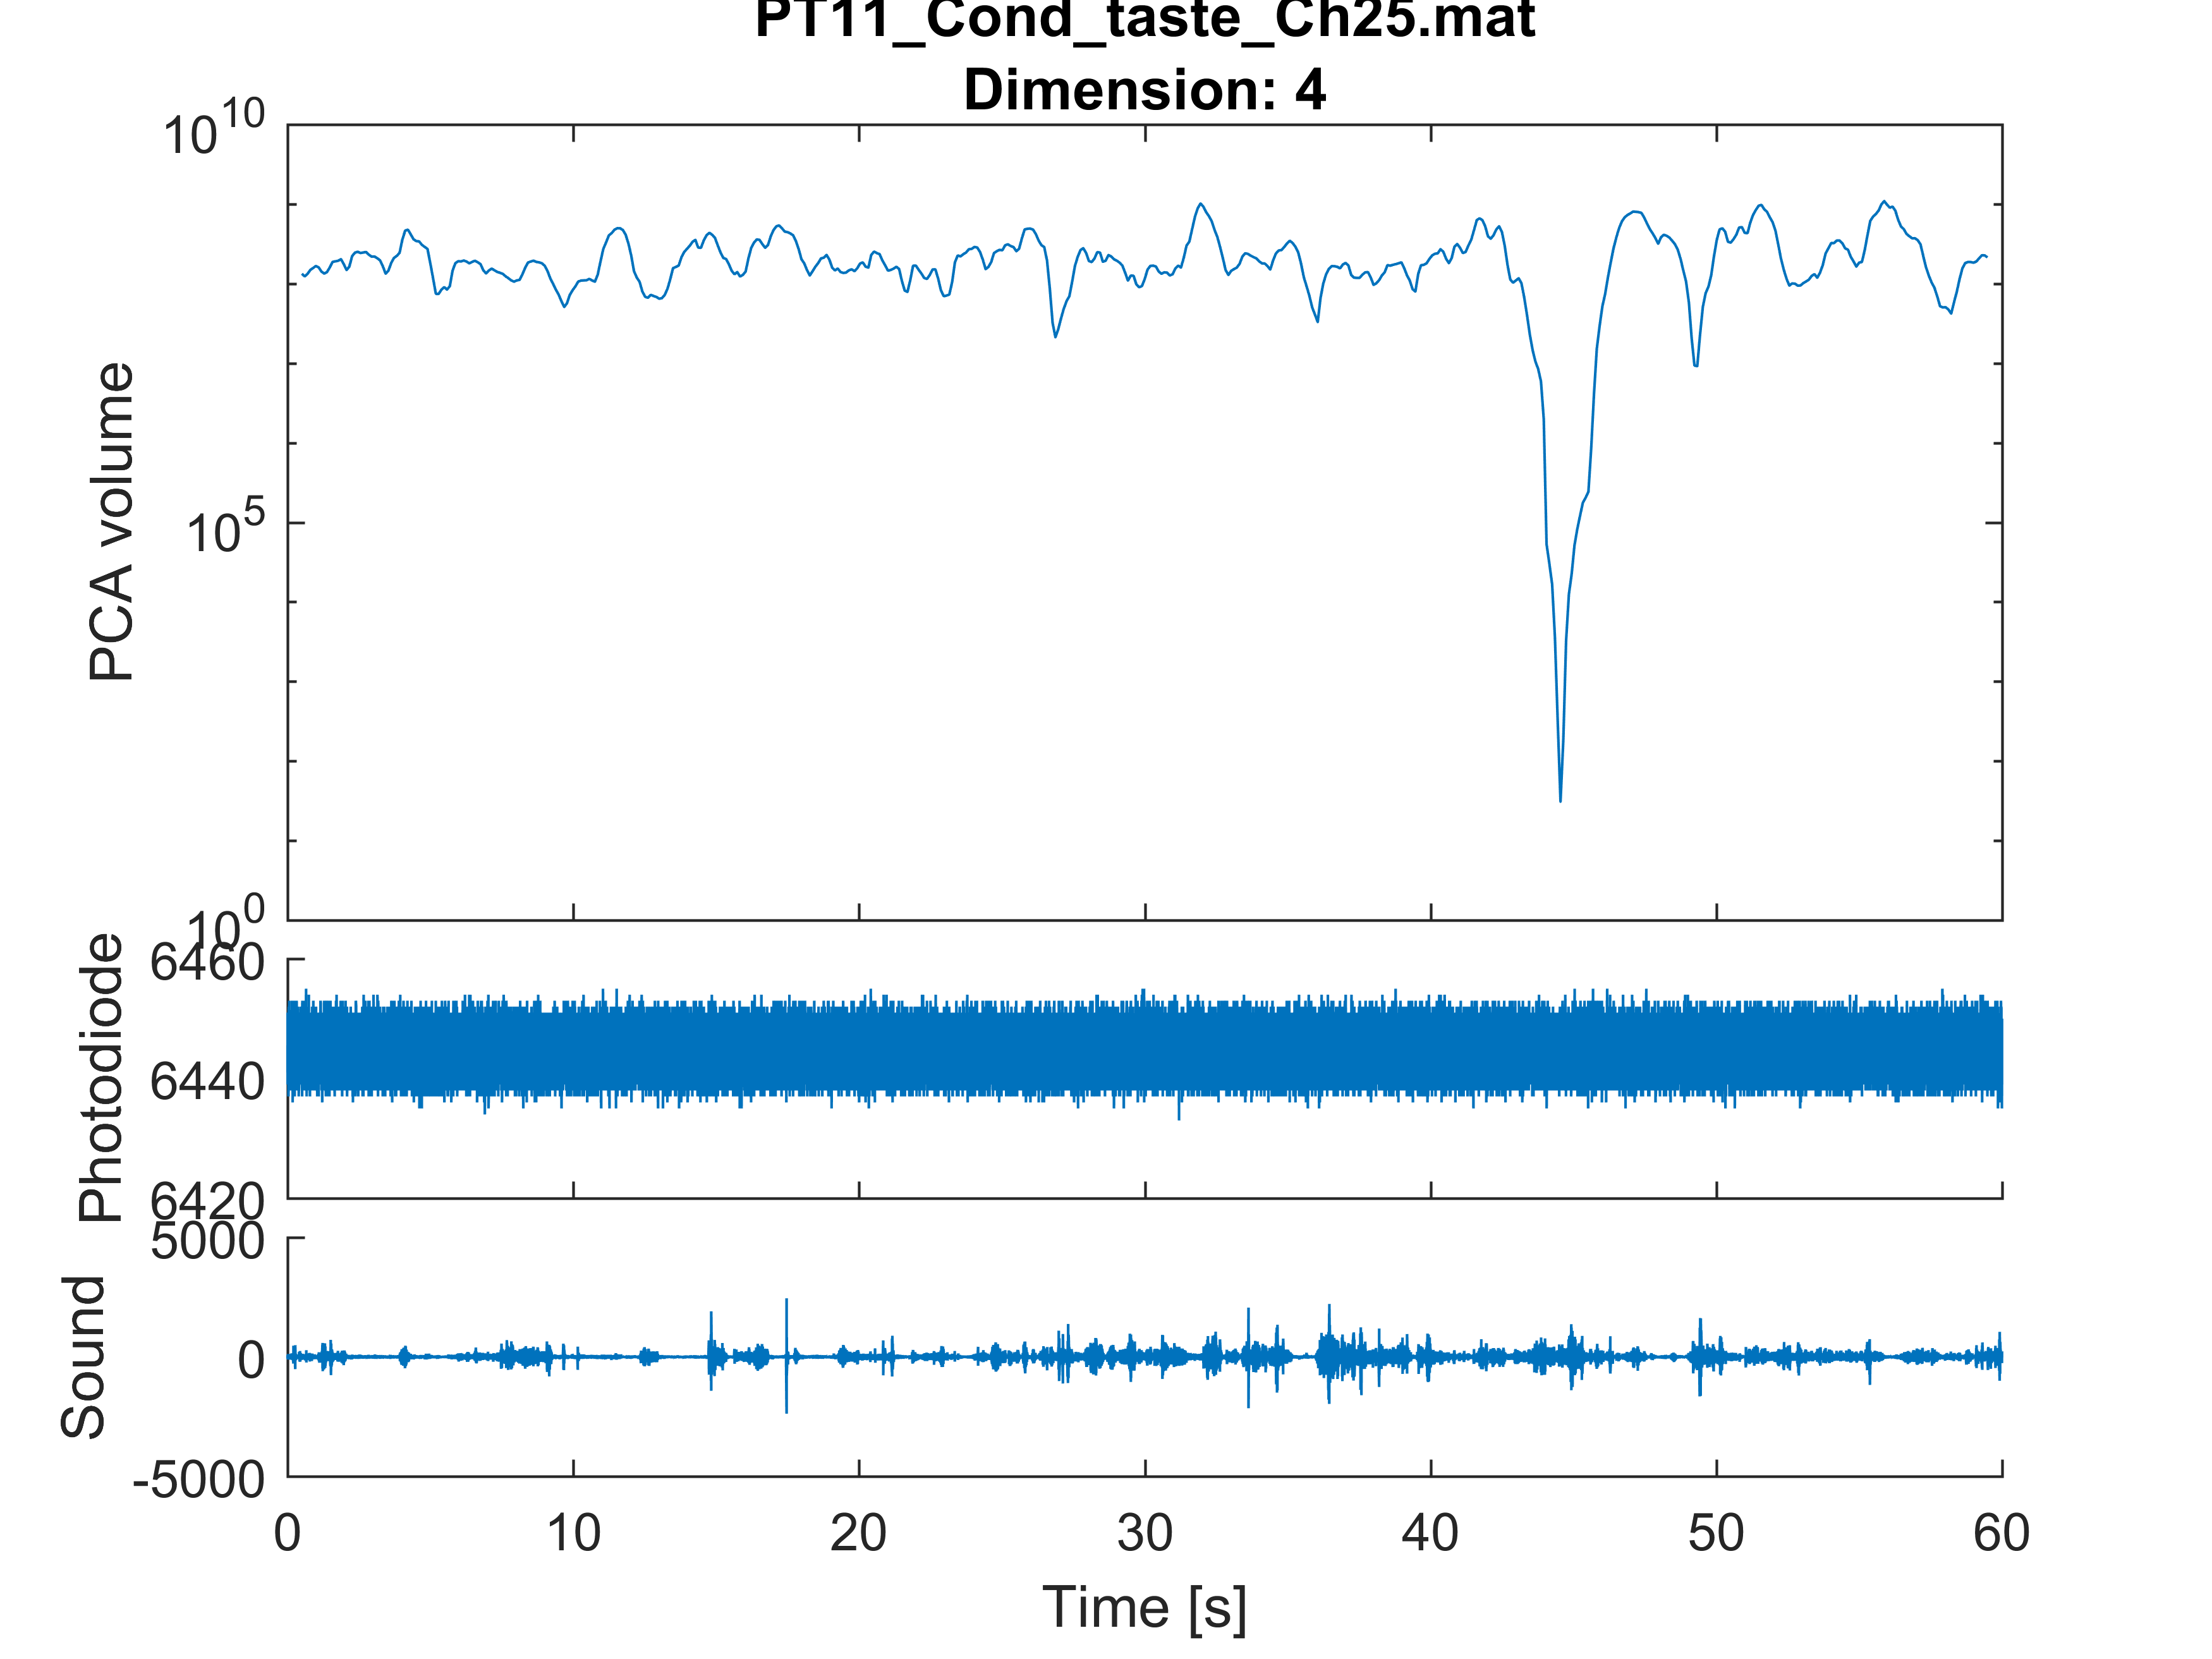 PT11_Cond_taste_Ch25.mat
Dimension: 4
10^10
10^5
10^0
PCA volume
6460
6440
6420
Photodiode
5000
0
-5000
Sound
0 10 20 30 40 50 60
Time [s]